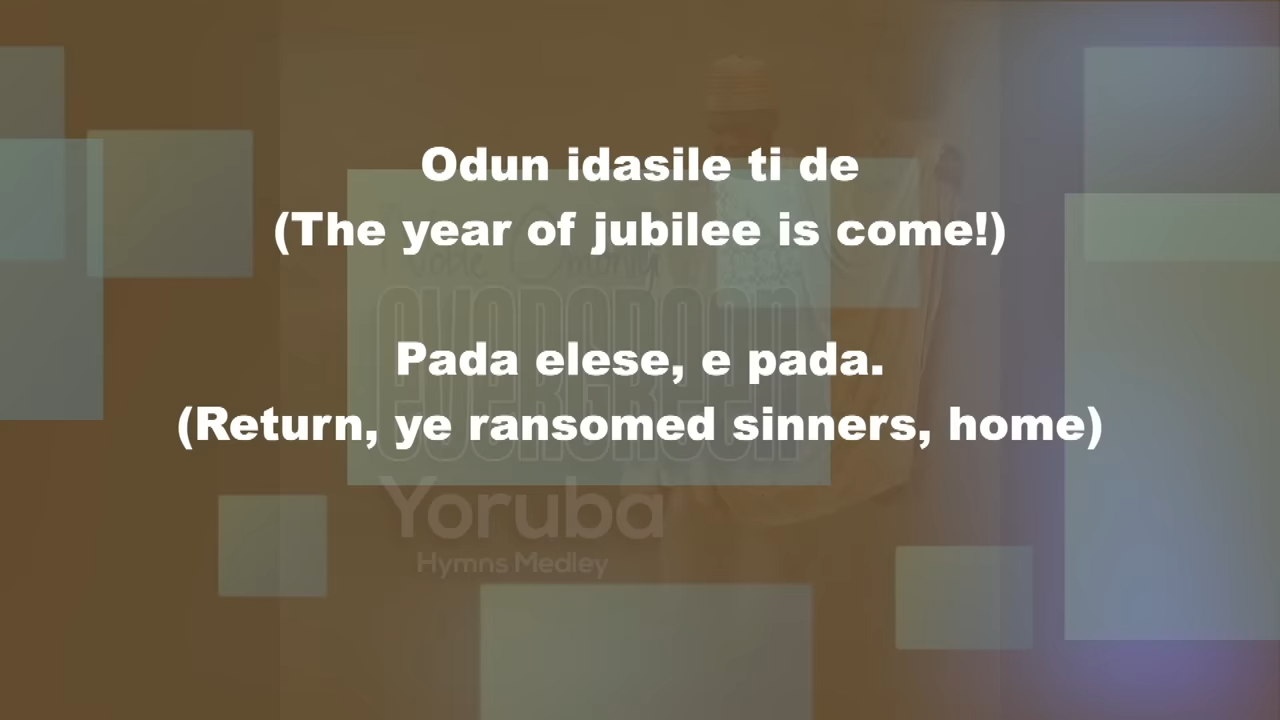 Odun idasile ti de
(The year of jubilee is come!)
EVERGREEN
Pada elese, e pada.
(Return, ye ransomed sinners, home)
Yoruba
Hymns Medley